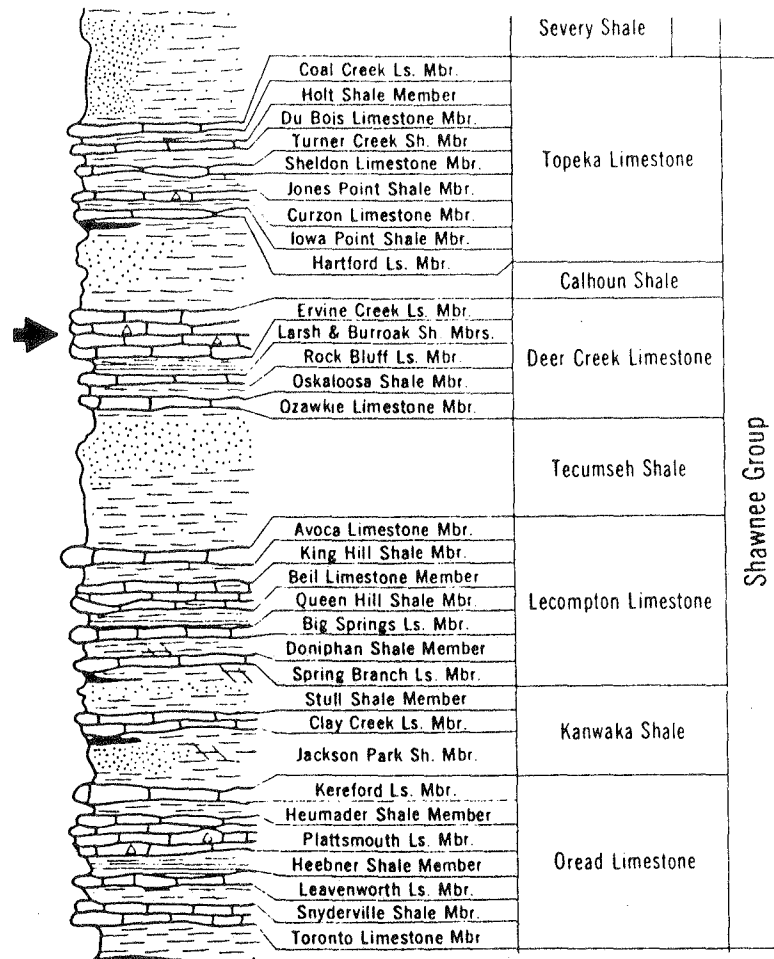 Severy Shale
Coal Creek Ls. Mbr.
Holt Shale Member
Du Bois Limestone Mbr.
Turner Creek Sh. Mbr.
Sheldon Limestone Mbr.
Jones Point Shale Mbr.
Curzon Limestone Mbr.
Iowa Point Shale Mbr.
Hartford Ls. Mbr.
Topeka Limestone
Calhoun Shale
Ervine Creek Ls. Mbr.
Larsh & Burroak Sh. Mbrs.
Rock Bluff Ls. Mbr.
Oskaloosa Shale Mbr.
Ozawkie Limestone Mbr.
Deer Creek Limestone
Tecumseh Shale
Avoca Limestone Mbr.
King Hill Shale Mbr.
Beil Limestone Member
Queen Hill Shale Mbr.
Big Springs Ls. Mbr.
Doniphan Shale Member
Spring Branch Ls. Mbr.
Lecompton Limestone
Stull Shale Member
Clay Creek Ls. Mbr.
Jackson Park Sh. Mbr.
Kanwaka Shale
Kereford Ls. Mbr.
Heumader Shale Member
Plattsmouth Ls. Mbr.
Heebner Shale Member
Leavenworth Ls. Mbr.
Snyderville Shale Mbr.
Toronto Limestone Mbr
Oread Limestone
Shawnee Group